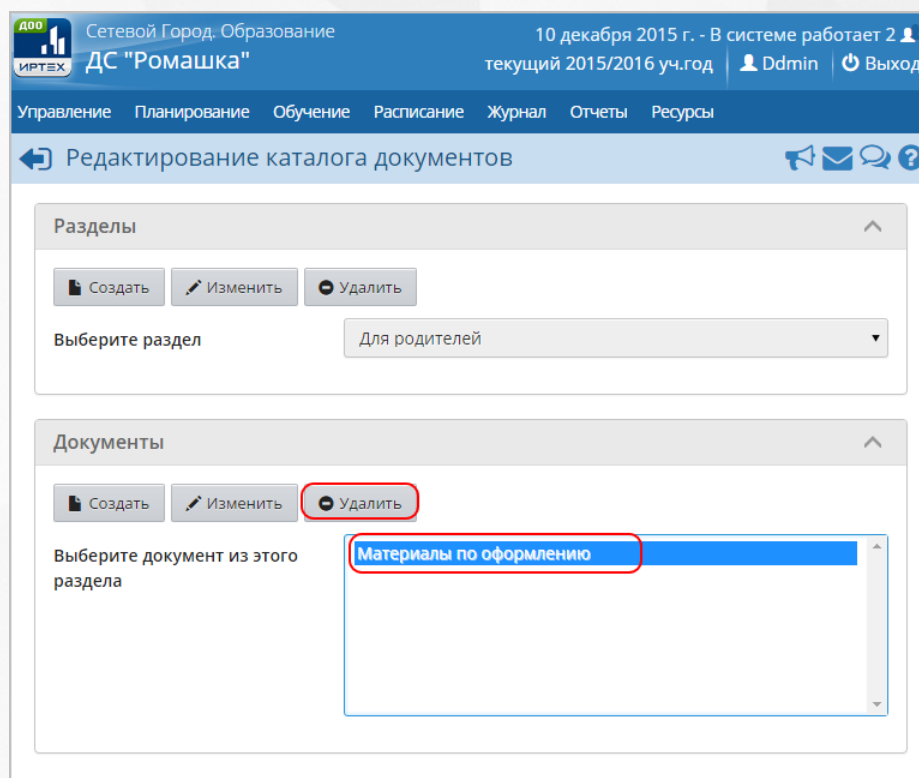 ДОО
ИРТЕХ
Сетевой Город. Образование
ДС "Ромашка"
10 декабря 2015 г. - В системе работает 2
текущий 2015/2016 уч.год Ddmin Выход
Управление Планирование Обучение Расписание Журнал Отчеты Ресурсы
Редактирование каталога документов ?
Разделы
Создать Изменить Удалить
Выберите раздел Для родителей
Документы
Создать Изменить Удалить
Выберите документ из этого раздела
Материалы по оформлению